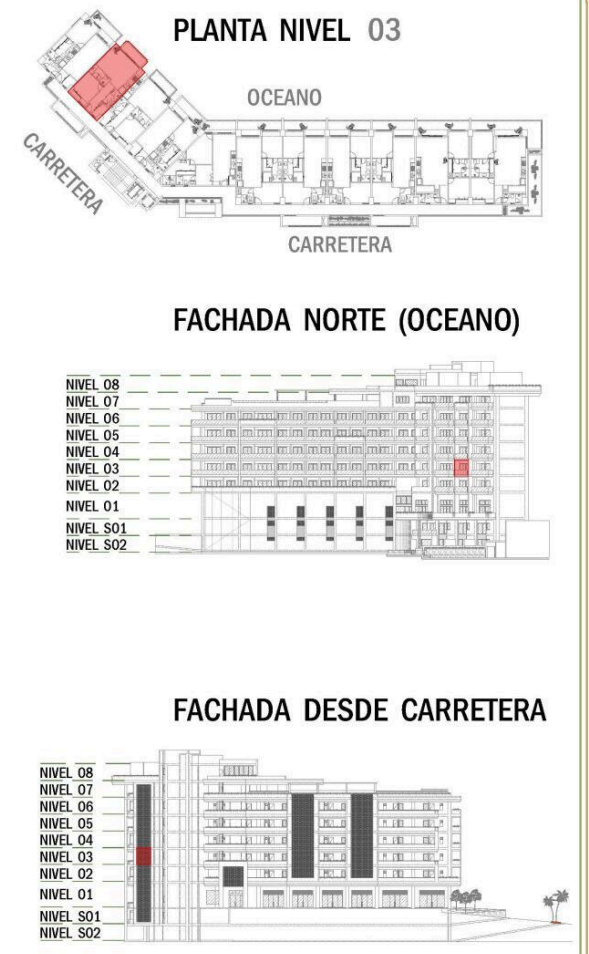 PLANTA NIVEL 03
OCEANO
CARRETERA
CARRETERA
FACHADA NORTE (OCEANO)
NIVEL 08
NIVEL 07
NIVEL 06
NIVEL 05
NIVEL 04
NIVEL 03
NIVEL 02
NIVEL 01
NIVEL S01
NIVEL S02
FACHADA DESDE CARRETERA
NIVEL 08
NIVEL 07
NIVEL 06
NIVEL 05
NIVEL 04
NIVEL 03
NIVEL 02
NIVEL 01
NIVEL S01
NIVEL S02